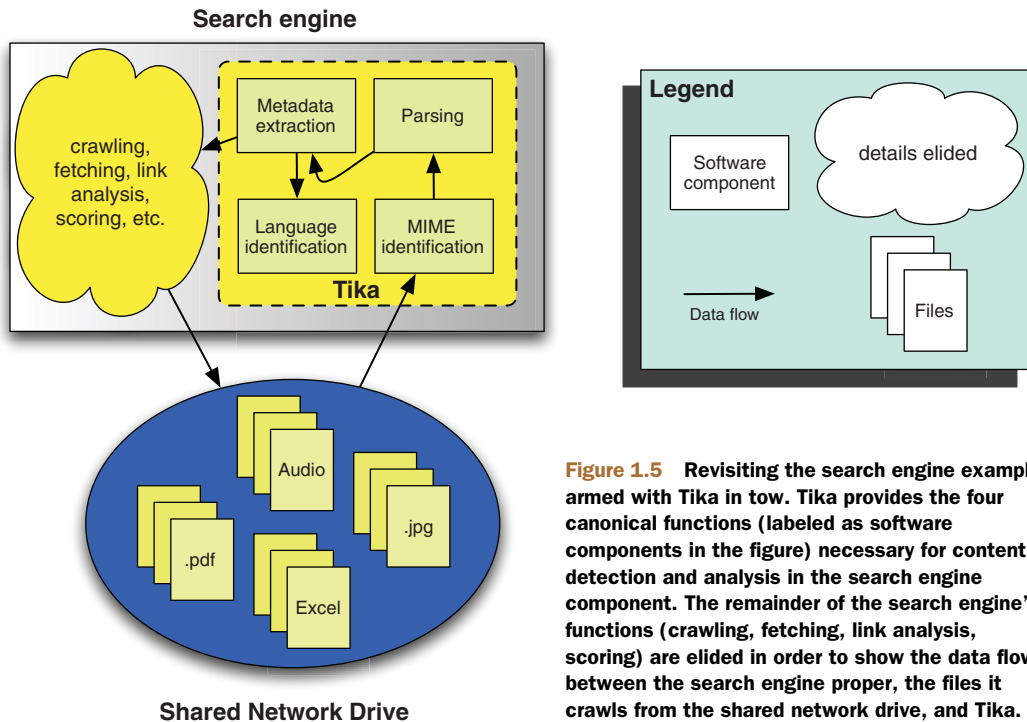 Search engine
crawling,
fetching, link
analysis,
scoring, etc.
Metadata
extraction
Parsing
Language
identification
MIME
identification
Tika
Audio
.pdf
.jpg
Excel
Shared Network Drive
Legend
Software
component
details elided
Data flow
Files
Figure 1.5 Revisiting the search engine exampl
armed with Tika in tow. Tika provides the four
canonical functions (labeled as software
components in the figure) necessary for content
detection and analysis in the search engine
component. The remainder of the search engine'
functions (crawling, fetching, link analysis,
scoring) are elided in order to show the data flow
between the search engine proper, the files it
crawls from the shared network drive, and Tika.